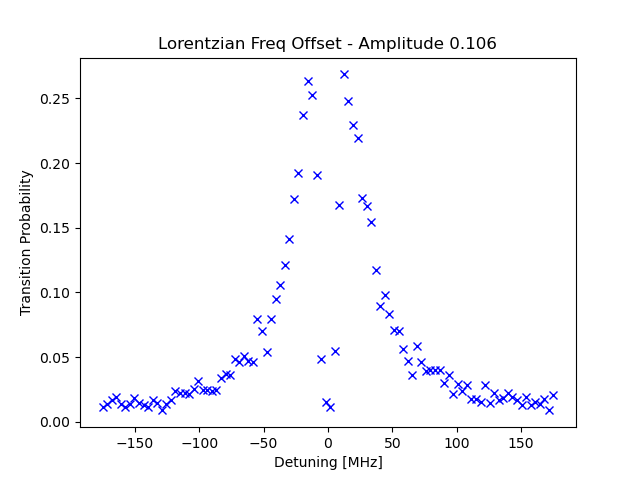 Lorentzian Freq Offset - Amplitude 0.106
Transition Probability
0.25
0.20
0.15
0.10
0.05
0.00
−150 −100 −50 0 50 100 150
Detuning [MHz]